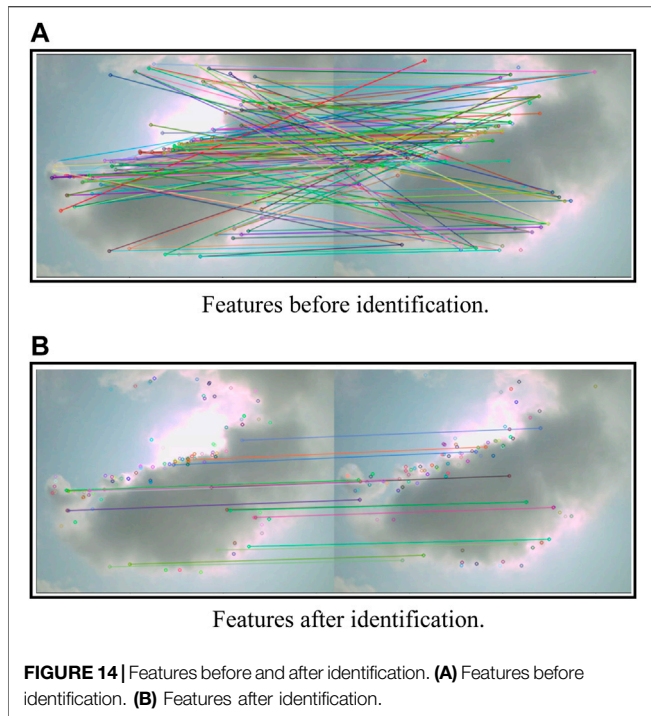 A
Features before identification.
B
Features after identification.
FIGURE 14 | Features before and after identification. (A) Features before
identification. (B) Features after identification.